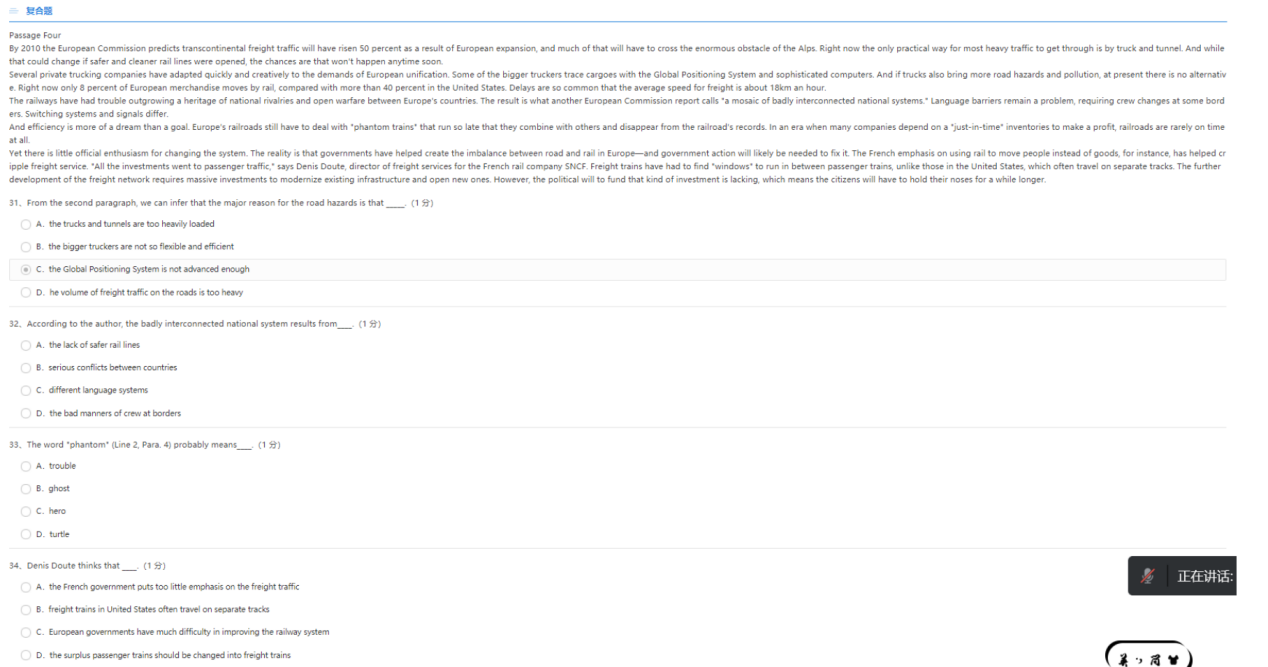 复合题
Passage Four
By 2010 the European Commission predicts transcontinental freight traffic will have risen 50 percent as a result of European expansion, and much of that will have to cross the enormous obstacle of the Alps. Right now the only practical way for most heavy traffic to get through is by truck and tunnel. And while
that could change if safer and cleaner rail lines were opened, the chances are that won't happen anytime soon.
Several private trucking companies have adapted quickly and creatively to the demands of European unification. Some of the bigger truckers trace cargoes with the Global Positioning System and sophisticated computers. And if trucks also bring more road hazards and pollution, at present there is no alternativ
e. Right now only 8 percent of European merchandise moves by rail, compared with more than 40 percent in the United States. Delays are so common that the average speed for freight is about 18km an hour.
The railways have had trouble outgrowing a heritage of national rivalries and open warfare between Europe's countries. The result is what another European Commission report calls "a mosaic of badly interconnected national systems." Language barriers remain a problem, requiring crew changes at some bord
ers. Switching systems and signals differ.
And efficiency is more of a dream than a goal. Europe's railroads still have to deal with "phantom trains" that run so late that they combine with others and disappear from the railroad's records. In an era when many companies depend on a "just-in-time" inventories to make a profit, railroads are rarely on time
at all.
Yet there is little official enthusiasm for changing the system. The reality is that governments have helped create the imbalance between road and rail in Europe—and government action will likely be needed to fix it. The French emphasis on using rail to move people instead of goods, for instance, has helped cr
ipple freight service. "All the investments went to passenger traffic," says Denis Doute, director of freight services for the French rail company SNCF. Freight trains have had to find "windows" to run in between passenger trains, unlike those in the United States, which often travel on separate tracks. The further
development of the freight network requires massive investments to modernize existing infrastructure and open new ones. However, the political will to fund that kind of investment is lacking, which means the citizens will have to hold their noses for a while longer.
31、From the second paragraph, we can infer that the major reason for the road hazards is that ____. (1 分)
A. the trucks and tunnels are too heavily loaded
B. the bigger truckers are not so flexible and efficient
C. the Global Positioning System is not advanced enough
D. he volume of freight traffic on the roads is too heavy
32、According to the author, the badly interconnected national system results from___. (1 分)
A. the lack of safer rail lines
B. serious conflicts between countries
C. different language systems
D. the bad manners of crew at borders
33、The word "phantom" (Line 2, Para. 4) probably means___. (1 分)
A. trouble
B. ghost
C. hero
D. turtle
34、Denis Doute thinks that ___. (1 分)
A. the French government puts too little emphasis on the freight traffic
B. freight trains in United States often travel on separate tracks
C. European governments have much difficulty in improving the railway system
D. the surplus passenger trains should be changed into freight trains
正在讲话: